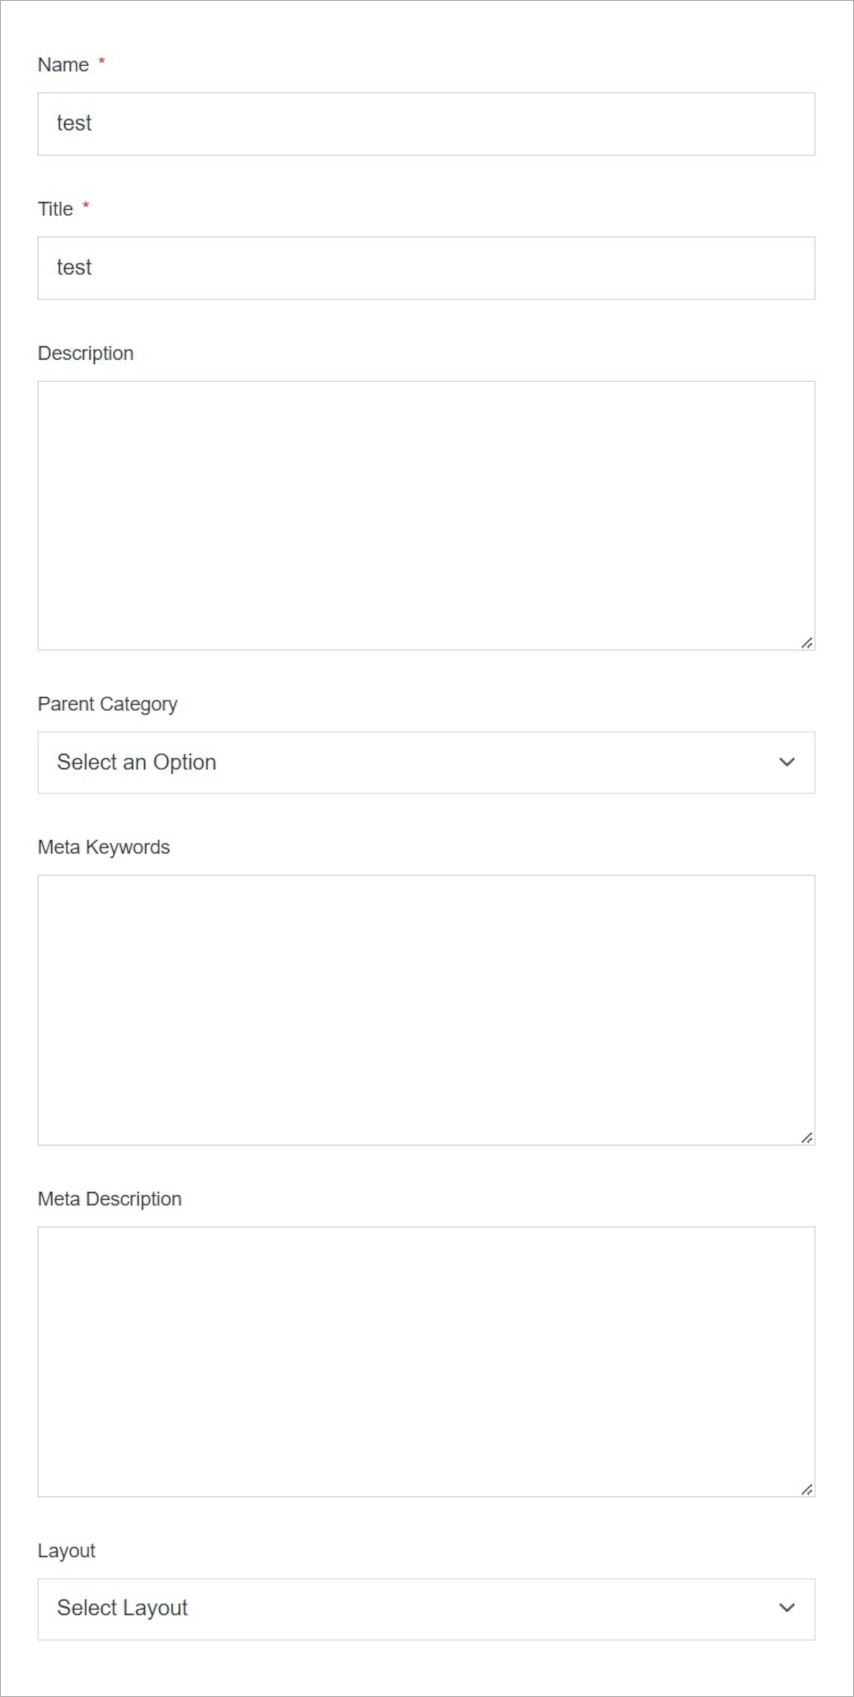 Name *
test
Title *
test
Description
Parent Category
Select an Option
Meta Keywords
Meta Description
Layout
Select Layout